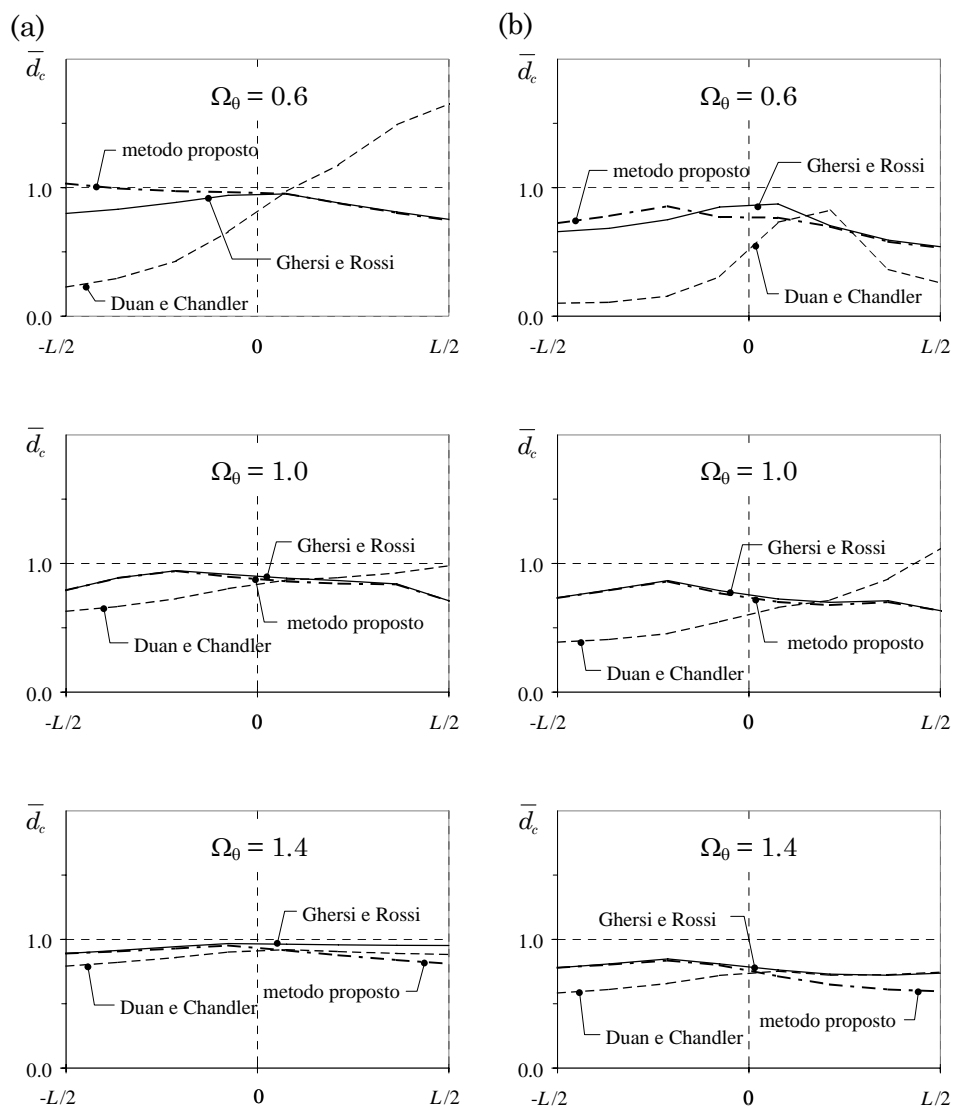 (a)
(b)
d̅c
Ωθ = 0.6
metodo proposto
1.0
Ghersi e Rossi
Duan e Chandler
0.0
-L/2
0
L/2
d̅c
Ωθ = 0.6
metodo proposto
Ghersi e Rossi
1.0
Duan e Chandler
0.0
-L/2
0
L/2
d̅c
Ωθ = 1.0
Ghersi e Rossi
1.0
metodo proposto
Duan e Chandler
0.0
-L/2
0
L/2
d̅c
Ωθ = 1.0
Ghersi e Rossi
1.0
metodo proposto
Duan e Chandler
0.0
-L/2
0
L/2
d̅c
Ωθ = 1.4
Ghersi e Rossi
1.0
metodo proposto
Duan e Chandler
0.0
-L/2
0
L/2
d̅c
Ωθ = 1.4
Ghersi e Rossi
1.0
metodo proposto
Duan e Chandler
0.0
-L/2
0
L/2